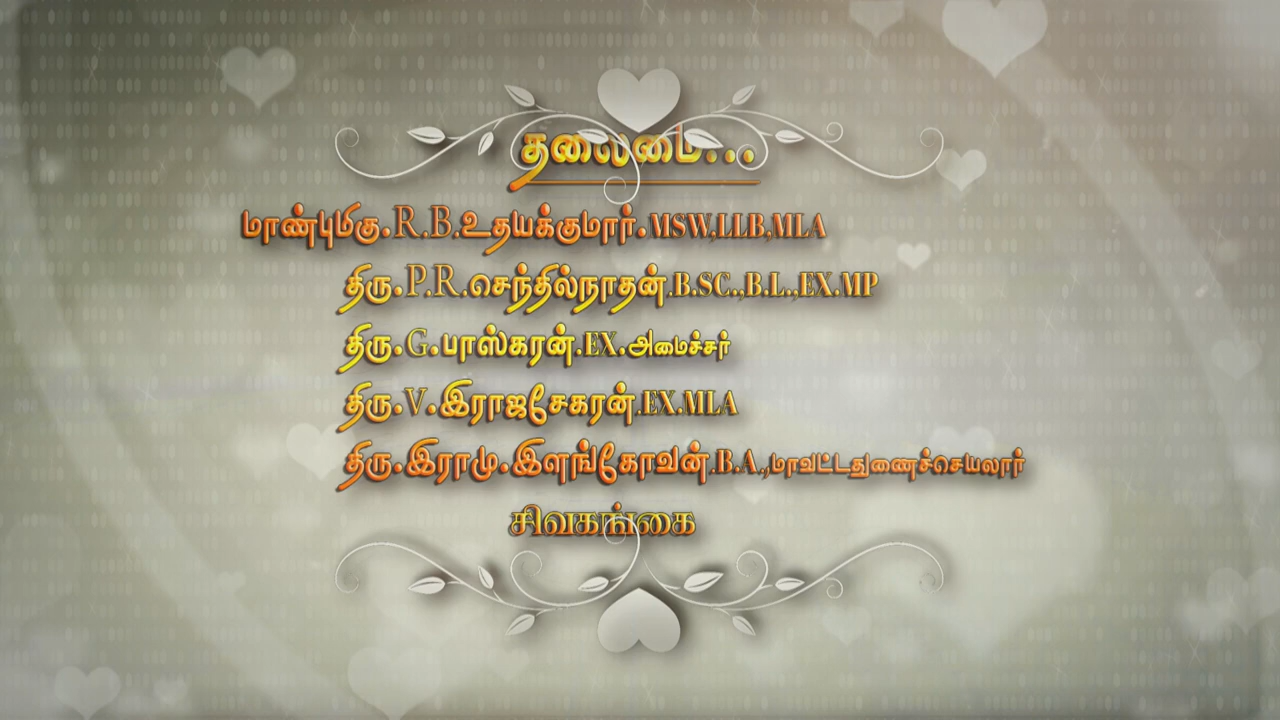 தலைமை...
மாண்புமிகு.R.B.உதயக்குமார்.MSW,LLB,MLA
திரு.P.R.செந்தில்நாதன்.B.SC.,B.L.,EX.MP
திரு.G.பாஸ்கரன்.EX.அமைச்சர்
திரு.V.இராஜசேகரன்.EX.MLA
திரு.இராமு.இளங்கோவன்.B.A.,மாவட்டதுணைச்செயலார்
சிவகங்கை